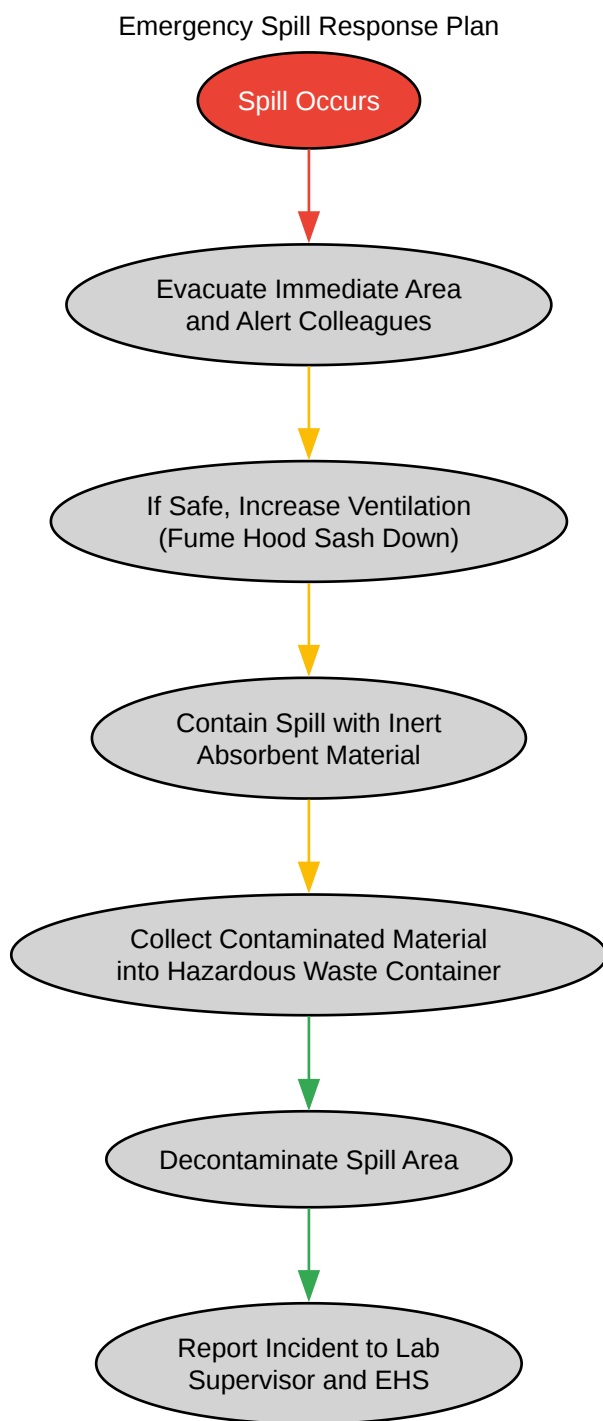 Emergency Spill Response Plan
Spill Occurs
Evacuate Immediate Area
and Alert Colleagues
If Safe, Increase Ventilation
(Fume Hood Sash Down)
Contain Spill with Inert
Absorbent Material
Collect Contaminated Material
into Hazardous Waste Container
Decontaminate Spill Area
Report Incident to Lab
Supervisor and EHS